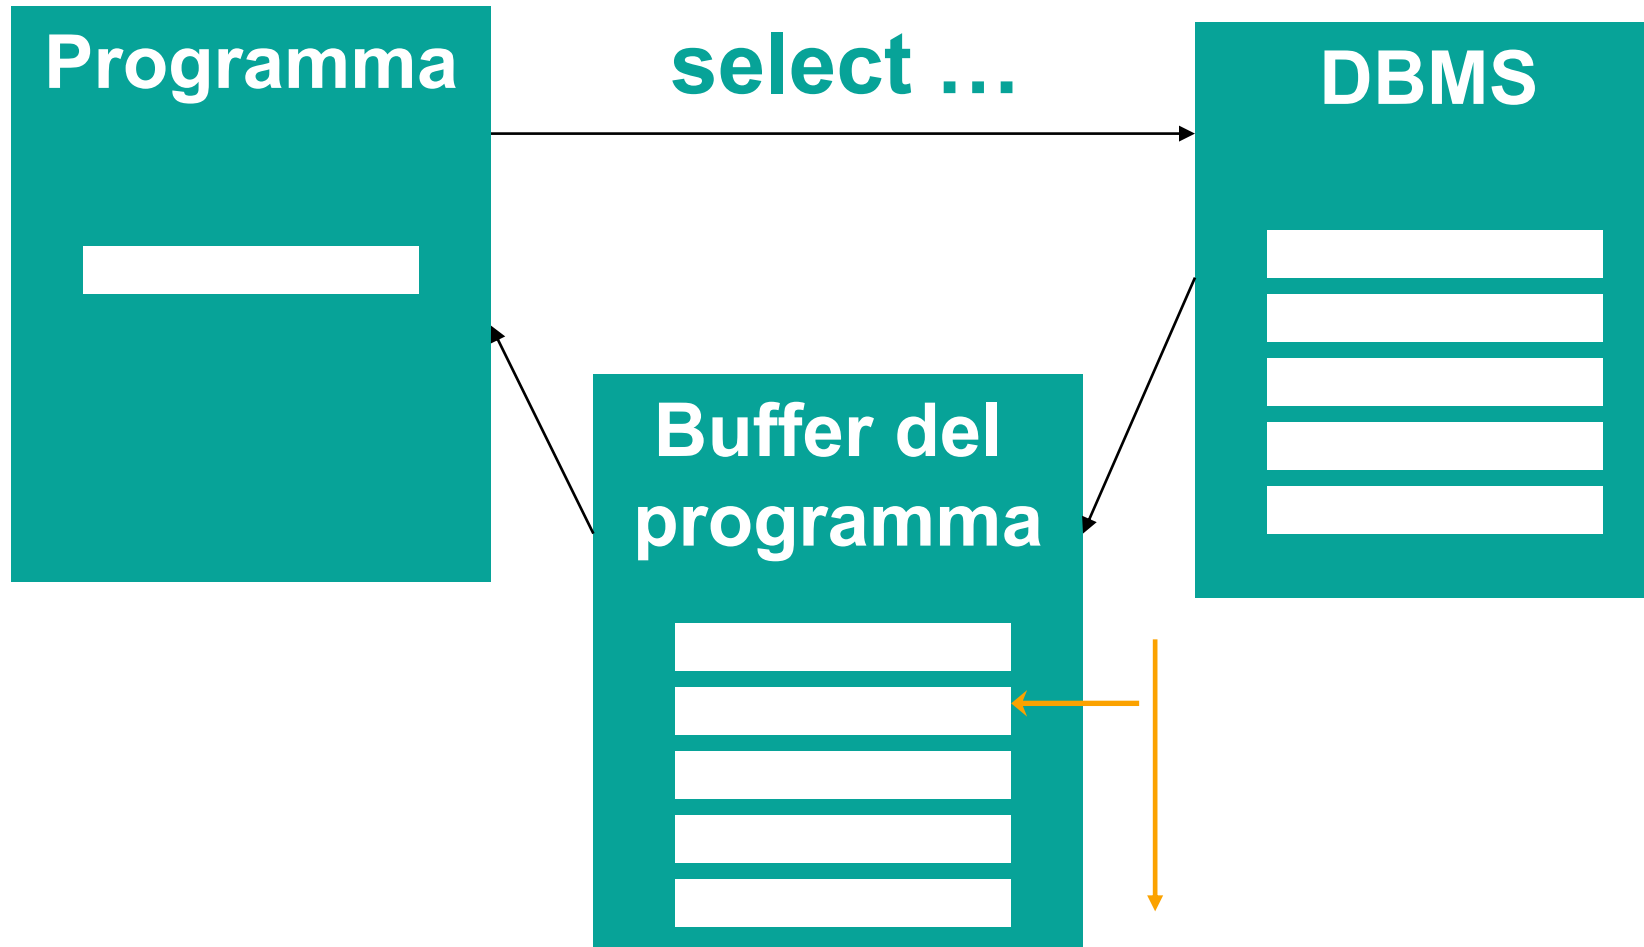 Programma
select …
DBMS
Buffer del
programma